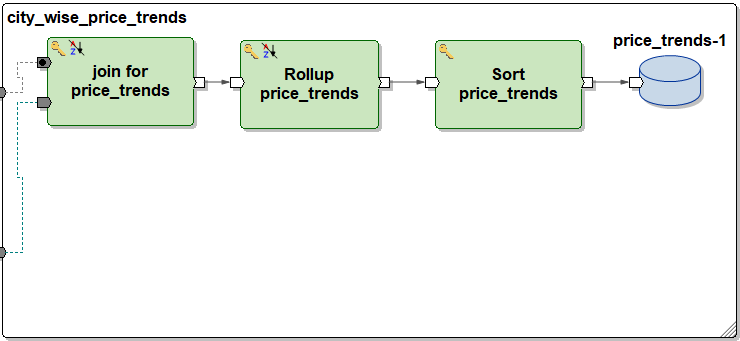 city_wise_price_trends
join for
price_trends
Rollup
price_trends
Sort
price_trends
price_trends-1